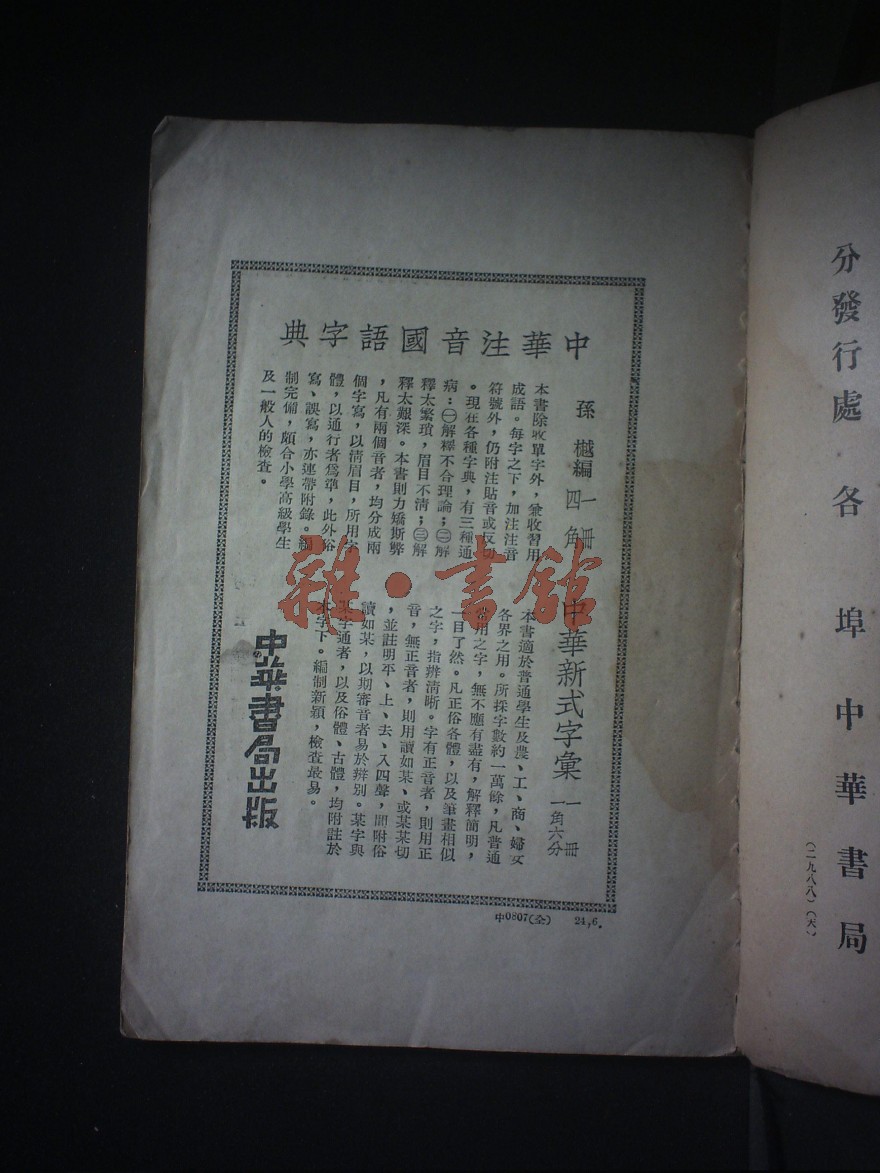 分發行處 各埠中華書局
(二九八八)(天)
中華注音國語字典
孫樾編 一冊 四角
本書除收單字外，兼收習用
成語。每字之下，加注注音
符號外，仍附注貼音或反切
。現在各種字典，有三種通
病：㊀解釋不合理論；㊁解
釋太繁瑣，眉目不清；㊂解
釋太艱深。本書則力矯斯弊
，凡有兩個音者，均分成兩
個字寫，以清眉目，所用字
體，以通行者爲準，此外俗
寫、誤寫，亦連帶附錄。編
制完備，頗合小學高級學生
及一般人的檢查。
中華新式字彙 一冊 一角六分
本書適於普通學生及農、工、商、婦女
各界之用。所採字數約一萬餘，凡普通
常用之字，無不應有盡有，解釋簡明，
一目了然。凡正俗各體，以及筆畫相似
之字，指辨清晰。字有正音者，則用正
音，無正音者，則用讀如某、或某某切
，並註明平、上、去、入四聲，間附俗
讀如某，以期審音者易於辨別。某字與
某字通者，以及俗體、古體，均附註於
本字下。編制新穎，檢查最易。
中華書局出版
中0807(全) 24,6.
雜·書館